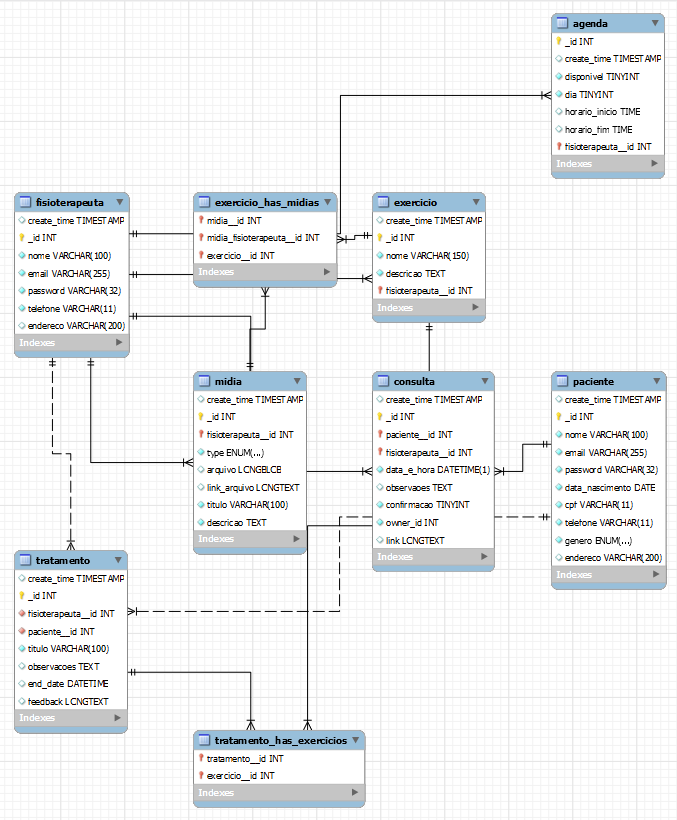 agenda
_id INT
create_time TIMESTAMP
disponivel TINYINT
dia TINYINT
horario_inicio TIME
horario_fim TIME
fisioterapeuta__id INT
Indexes
fisioterapeuta
create_time TIMESTAMP
_id INT
nome VARCHAR(100)
email VARCHAR(255)
password VARCHAR(32)
telefone VARCHAR(11)
endereco VARCHAR(200)
Indexes
exercicio_has_midias
midia__id INT
midia_fisioterapeuta__id INT
exercicio__id INT
Indexes
exercicio
create_time TIMESTAMP
_id INT
nome VARCHAR(150)
descricao TEXT
fisioterapeuta__id INT
Indexes
midia
create_time TIMESTAMP
_id INT
fisioterapeuta__id INT
type ENUM(...)
arquivo LONGBLOB
link_arquivo LONGTEXT
titulo VARCHAR(100)
descricao TEXT
Indexes
consulta
create_time TIMESTAMP
_id INT
paciente__id INT
fisioterapeuta__id INT
data_e_hora DATETIME(1)
observaoes TEXT
confirmacao TINYINT
owner_id INT
link LONGTEXT
Indexes
paciente
create_time TIMESTAMP
_id INT
nome VARCHAR(100)
email VARCHAR(255)
password VARCHAR(32)
data_nascimento DATE
cpf VARCHAR(11)
telefone VARCHAR(11)
genero ENUM(...)
endereco VARCHAR(200)
Indexes
tratamento
create_time TIMESTAMP
_id INT
fisioterapeuta__id INT
paciente__id INT
titulo VARCHAR(100)
observacoes TEXT
end_date DATETIME
feedback LONGTEXT
Indexes
tratamento_has_exercicios
tratamento__id INT
exercicio__id INT
Indexes